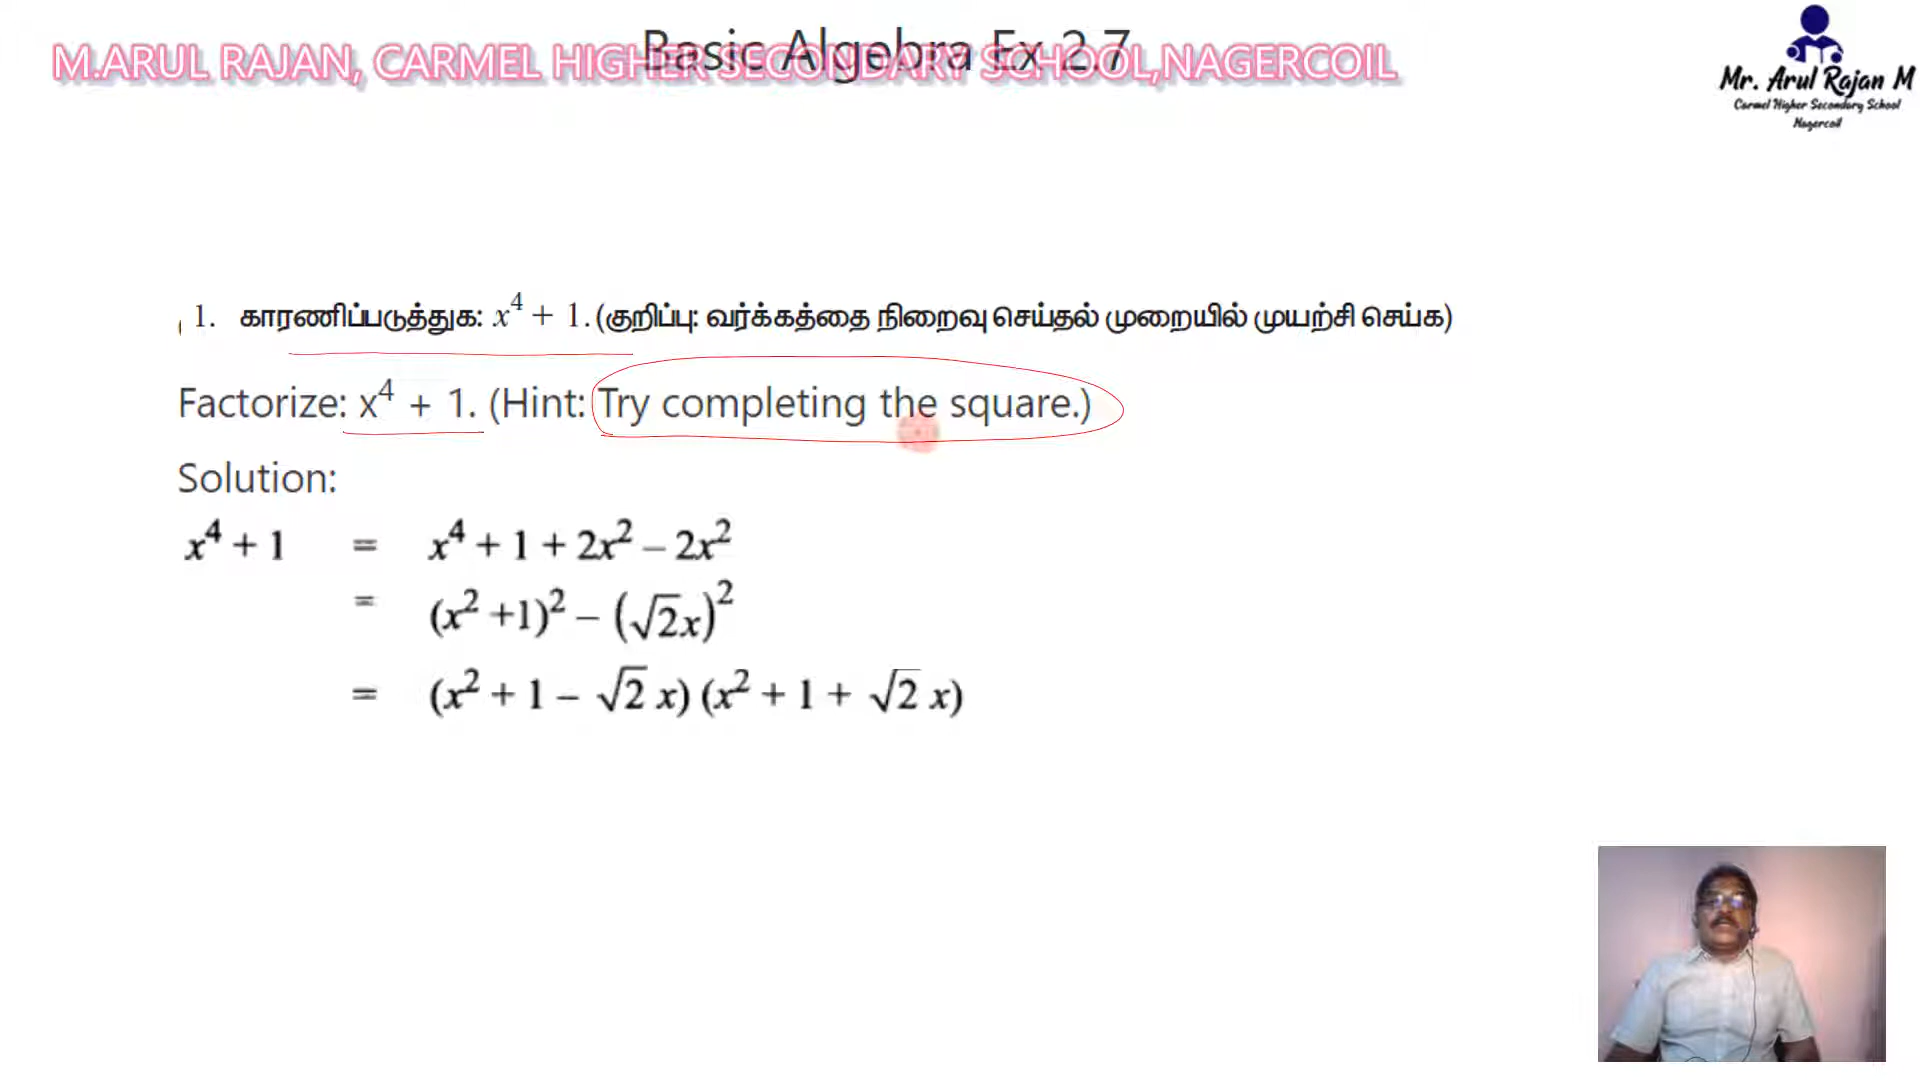 Basic Algebra Ex 2.7
M.ARUL RAJAN, CARMEL HIGHER SECONDARY SCHOOL,NAGERCOIL
Mr. Arul Rajan M
Carmel Higher Secondary School
Nagercoil
1. காரணிப்படுத்துக: x⁴ + 1. (குறிப்பு: வர்க்கத்தை நிறைவு செய்தல் முறையில் முயற்சி செய்க)
Factorize: x⁴ + 1. (Hint: Try completing the square.)
Solution:
x⁴ + 1 = x⁴ + 1 + 2x² – 2x²
= (x² +1)² – (√2x)²
= (x² + 1 – √2 x) (x² + 1 + √2 x)